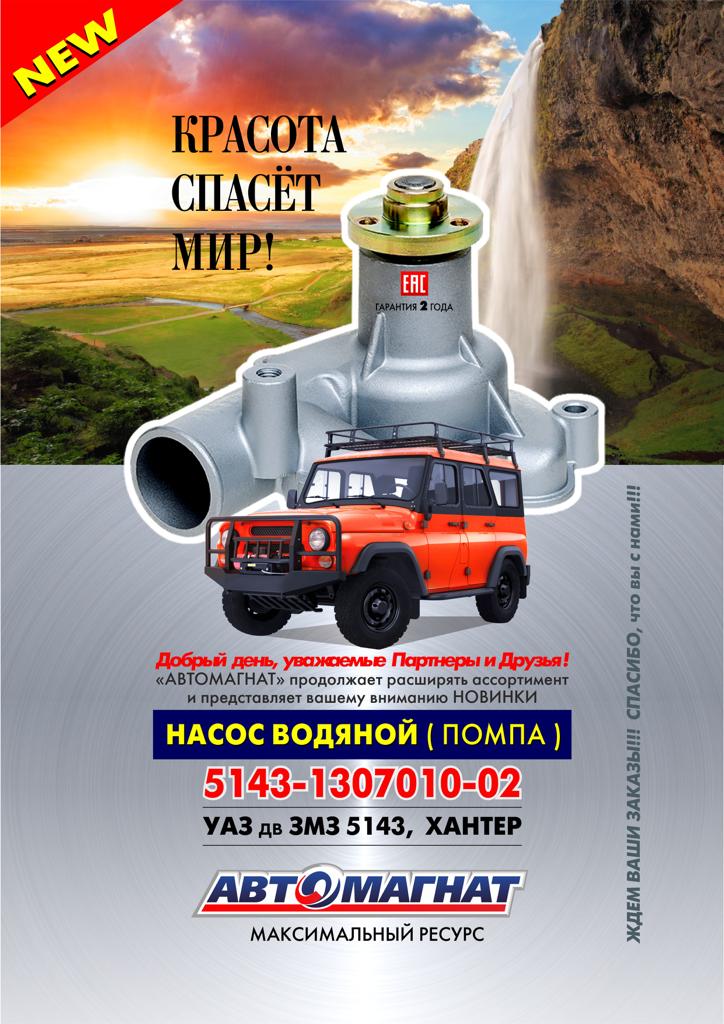 NEW
КРАСОТА
СПАСЁТ
МИР!
ЕАС
ГАРАНТИЯ 2 ГОДА
Добрый день, уважаемые Партнеры и Друзья!
«АВТОМАГНАТ» продолжает расширять ассортимент
и представляет вашему вниманию НОВИНКИ
НАСОС ВОДЯНОЙ ( ПОМПА )
5143-1307010-02
УАЗ дв ЗМЗ 5143, ХАНТЕР
АВТОМАГНАТ
МАКСИМАЛЬНЫЙ РЕСУРС
ЖДЕМ ВАШИ ЗАКАЗЫ!!! СПАСИБО, что вы с нами!!!